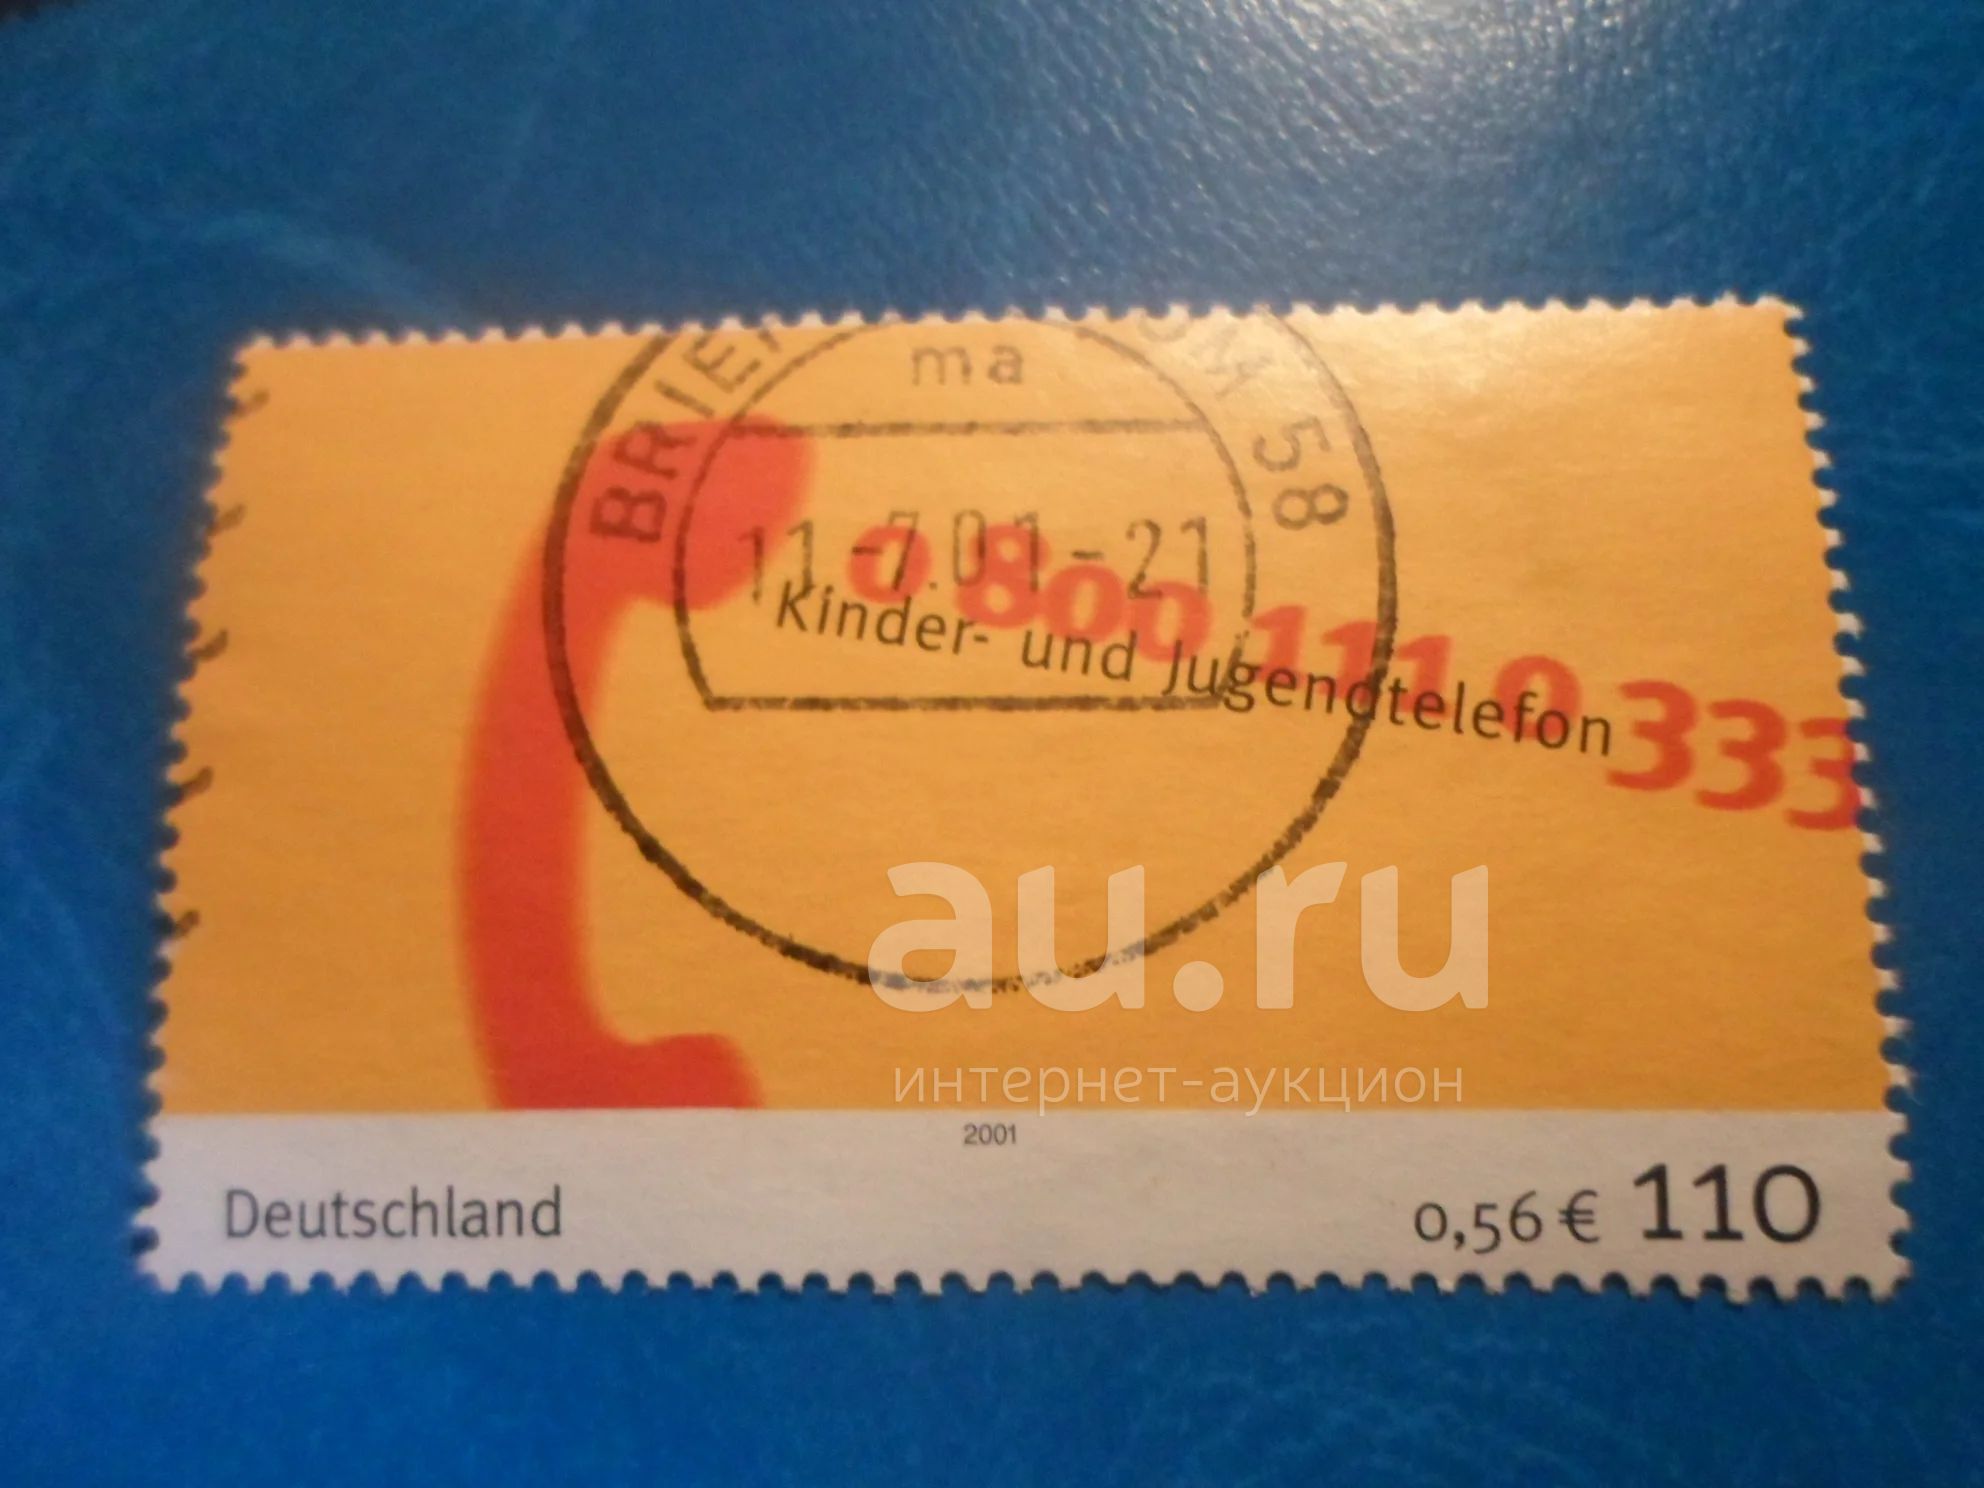 ma
58
11-7.01-21
0800 111 0 333
Kinder- und Jugendtelefon
au.ru
интернет-аукцион
2001
Deutschland
0,56 € 110